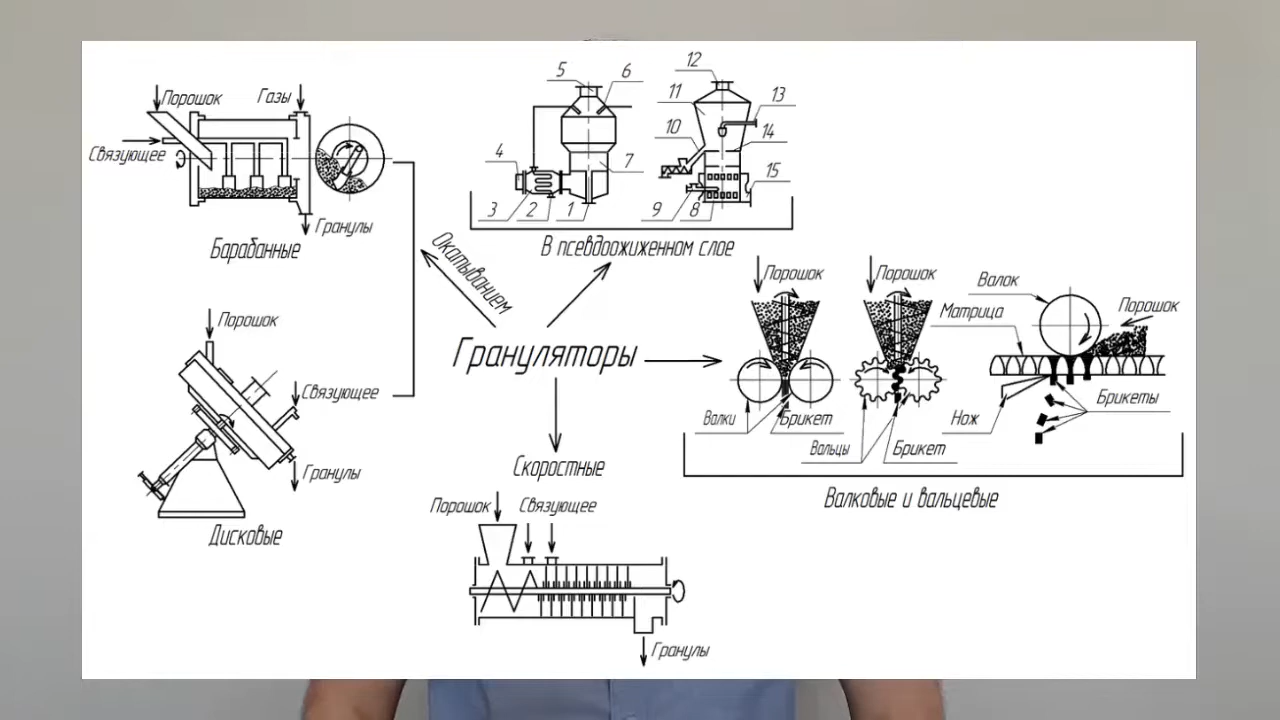 Порошок
Газы
Связующее
Гранулы
Барабанные
Порошок
Связующее
Гранулы
Дисковые
Окатыванием
5
6
4
7
3
2
1
12
11
13
10
14
15
9
8
В псевдоожиженном слое
Грануляторы
Порошок
Порошок
Валок
Матрица
Порошок
Валки
Брикет
Вальцы
Брикет
Нож
Брикеты
Валковые и вальцевые
Скоростные
Порошок
Связующее
Гранулы